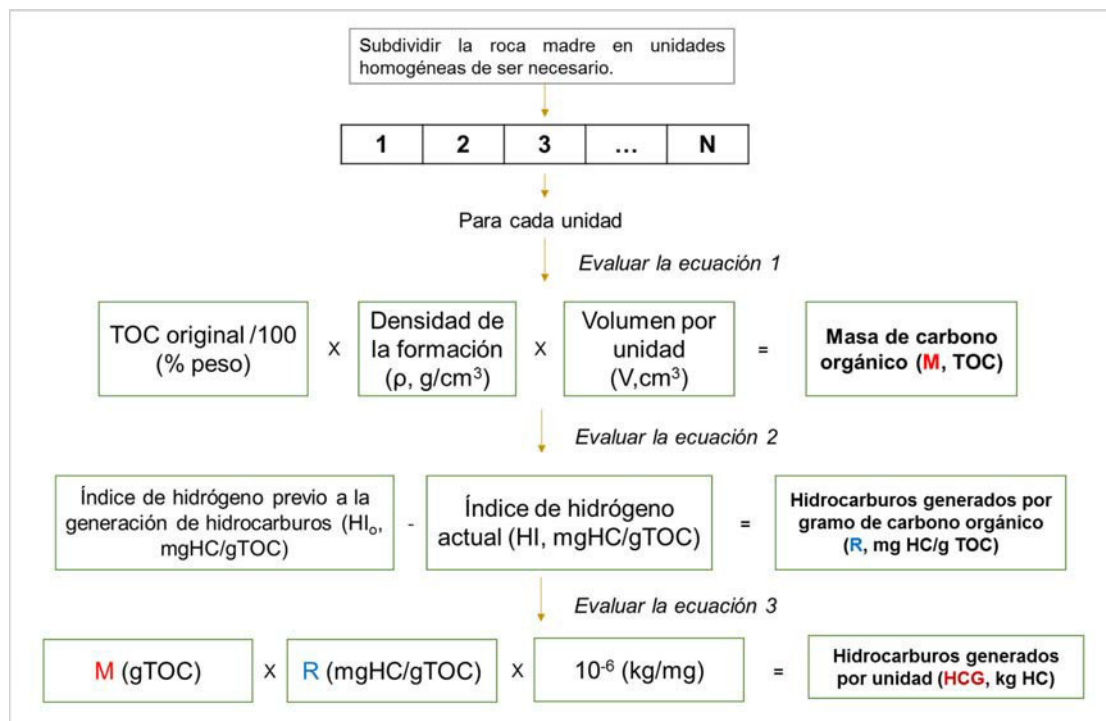 Subdividir la roca madre en unidades
homogéneas de ser necesario.
1 2 3 ... N
Para cada unidad
Evaluar la ecuación 1
TOC original /100
(% peso)
X
Densidad de
la formación
(ρ, g/cm³)
X
Volumen por
unidad
(V,cm³)
=
Masa de carbono
orgánico (M, TOC)
Evaluar la ecuación 2
Índice de hidrógeno previo a la
generación de hidrocarburos (HI₀,
mgHC/gTOC)
-
Índice de hidrógeno
actual (HI, mgHC/gTOC)
=
Hidrocarburos generados por
gramo de carbono orgánico
(R, mg HC/g TOC)
Evaluar la ecuación 3
M (gTOC)
X
R (mgHC/gTOC)
X
10⁻⁶ (kg/mg)
=
Hidrocarburos generados
por unidad (HCG, kg HC)